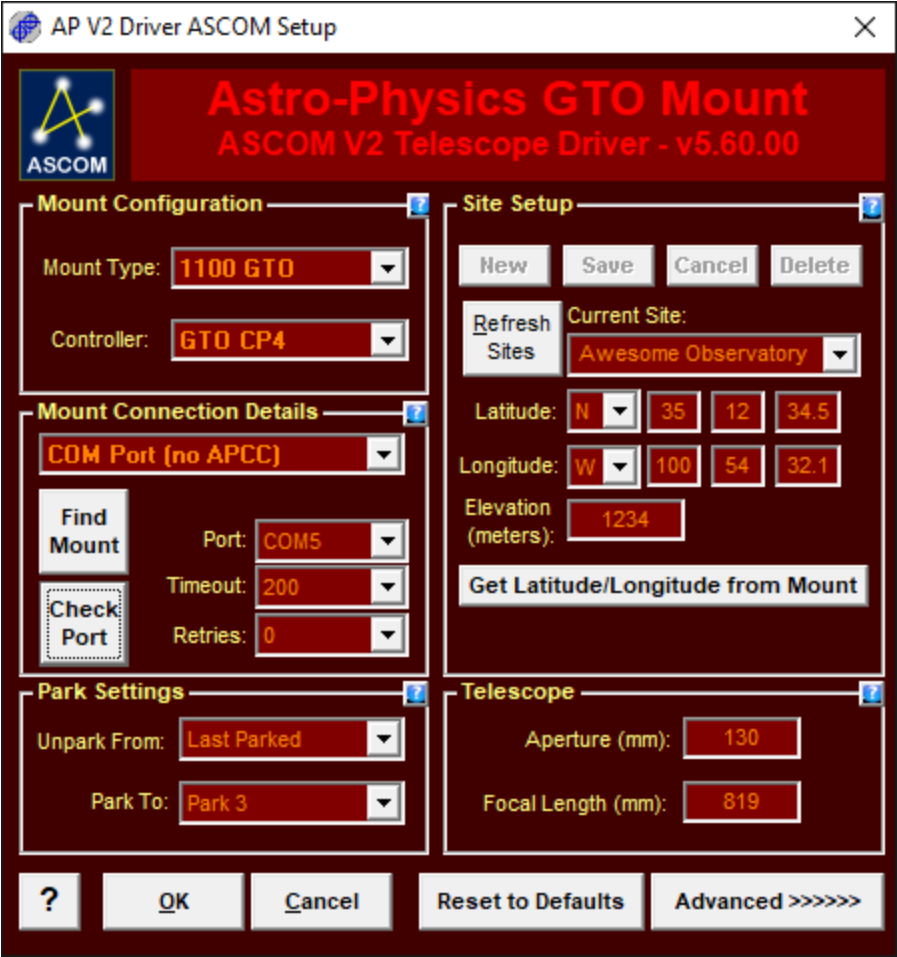 AP V2 Driver ASCOM Setup
ASCOM
Astro-Physics GTO Mount
ASCOM V2 Telescope Driver - v5.60.00
Mount Configuration ?
Mount Type: 1100 GTO
Controller: GTO CP4
Mount Connection Details ?
COM Port (no APCC)
Find
Mount
Port: COM5
Timeout: 200
Check
Port
Retries: 0
Park Settings ?
Unpark From: Last Parked
Park To: Park 3
Site Setup ?
New Save Cancel Delete
Refresh
Sites
Current Site:
Awesome Observatory
Latitude: N 35 12 34.5
Longitude: W 100 54 32.1
Elevation
(meters): 1234
Get Latitude/Longitude from Mount
Telescope ?
Aperture (mm): 130
Focal Length (mm): 819
? OK Cancel Reset to Defaults Advanced >>>>>>